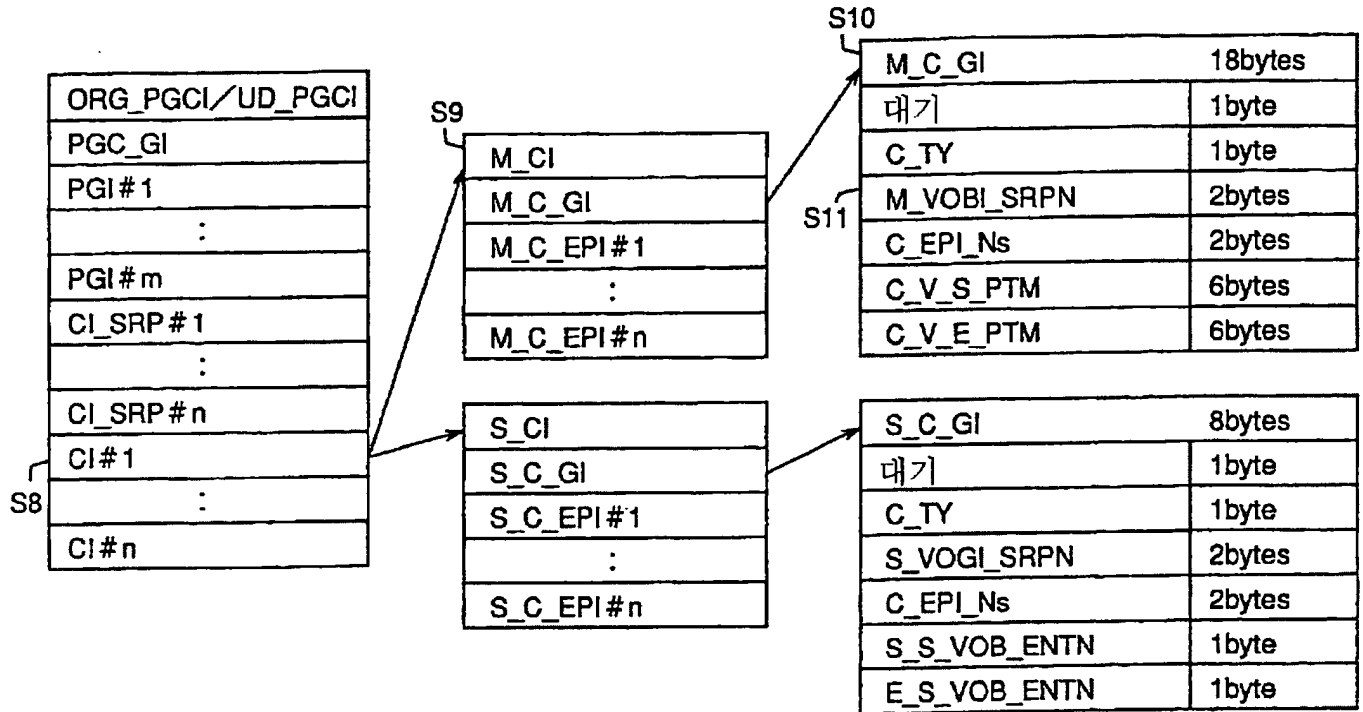 ORG_PGCI/UD_PGCI
PGC_GI
PGI#1
:
PGI#m
CI_SRP#1
:
CI_SRP#n
S8
CI#1
:
CI#n
S9
M_CI
M_C_GI
M_C_EPI#1
:
M_C_EPI#n
S_CI
S_C_GI
S_C_EPI#1
:
S_C_EPI#n
S10
M_C_GI 18bytes
대기 1byte
C_TY 1byte
S11
M_VOBI_SRPN 2bytes
C_EPI_Ns 2bytes
C_V_S_PTM 6bytes
C_V_E_PTM 6bytes
S_C_GI 8bytes
대기 1byte
C_TY 1byte
S_VOGI_SRPN 2bytes
C_EPI_Ns 2bytes
S_S_VOB_ENTN 1byte
E_S_VOB_ENTN 1byte